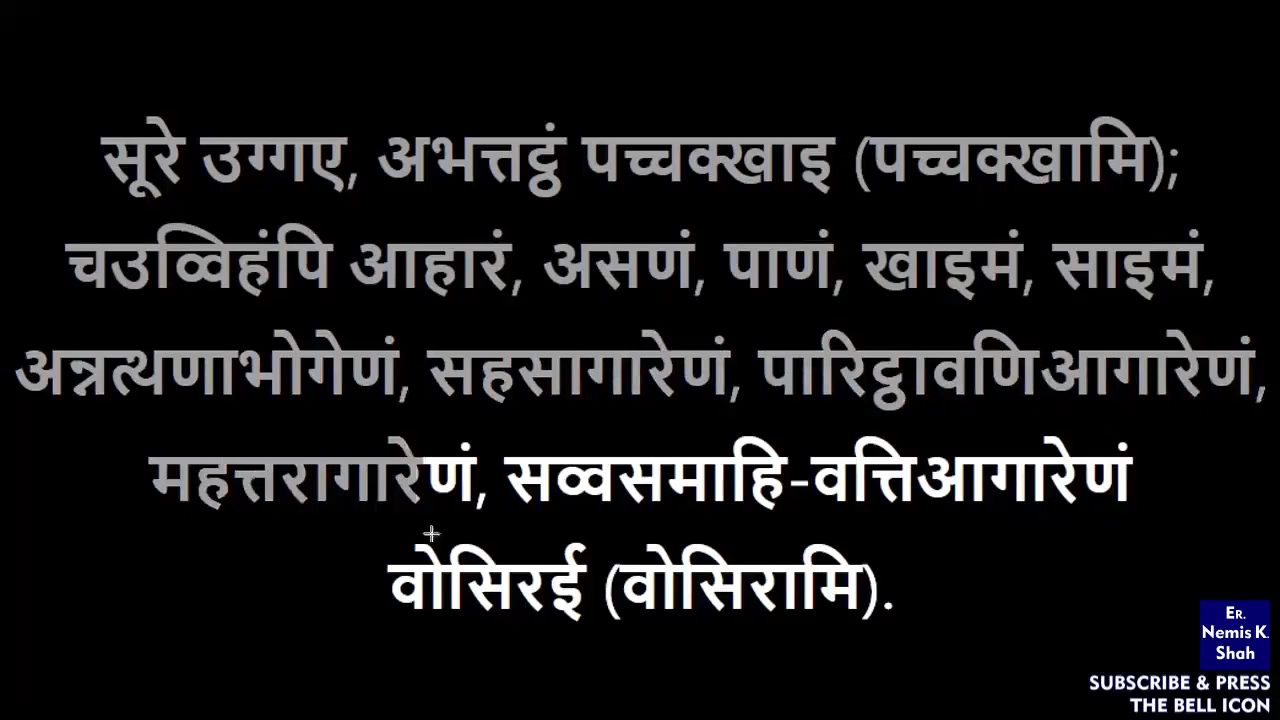 सूरे उग्गए, अभत्तट्ठं पच्चक्खाइ (पच्चक्खामि);
चउव्विहंपि आहारं, असणं, पाणं, खाइमं, साइमं,
अन्नत्थणाभोगेणं, सहसागारेणं, पारिट्ठावणिआगारेणं,
महत्तरागारेणं, सव्वसमाहि-वत्तिआगारेणं
वोसिरई (वोसिरामि).
Er.
Nemis K.
Shah
SUBSCRIBE & PRESS
THE BELL ICON